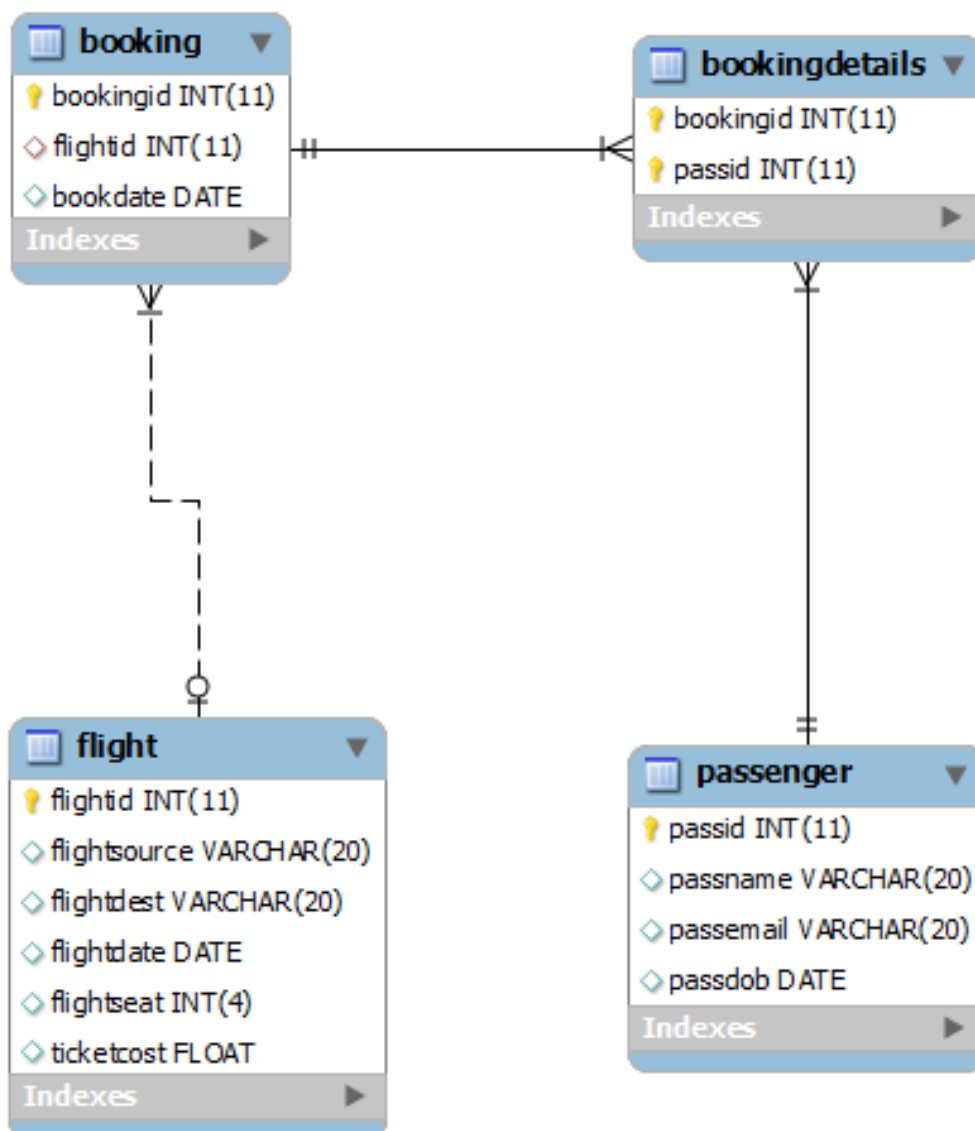 booking
bookingid INT(11)
flightid INT(11)
bookdate DATE
Indexes
bookingdetails
bookingid INT(11)
passid INT(11)
Indexes
flight
flightid INT(11)
flightsource VARCHAR(20)
flightdest VARCHAR(20)
flightdate DATE
flightseat INT(4)
ticketcost FLOAT
Indexes
passenger
passid INT(11)
passname VARCHAR(20)
passemail VARCHAR(20)
passdob DATE
Indexes